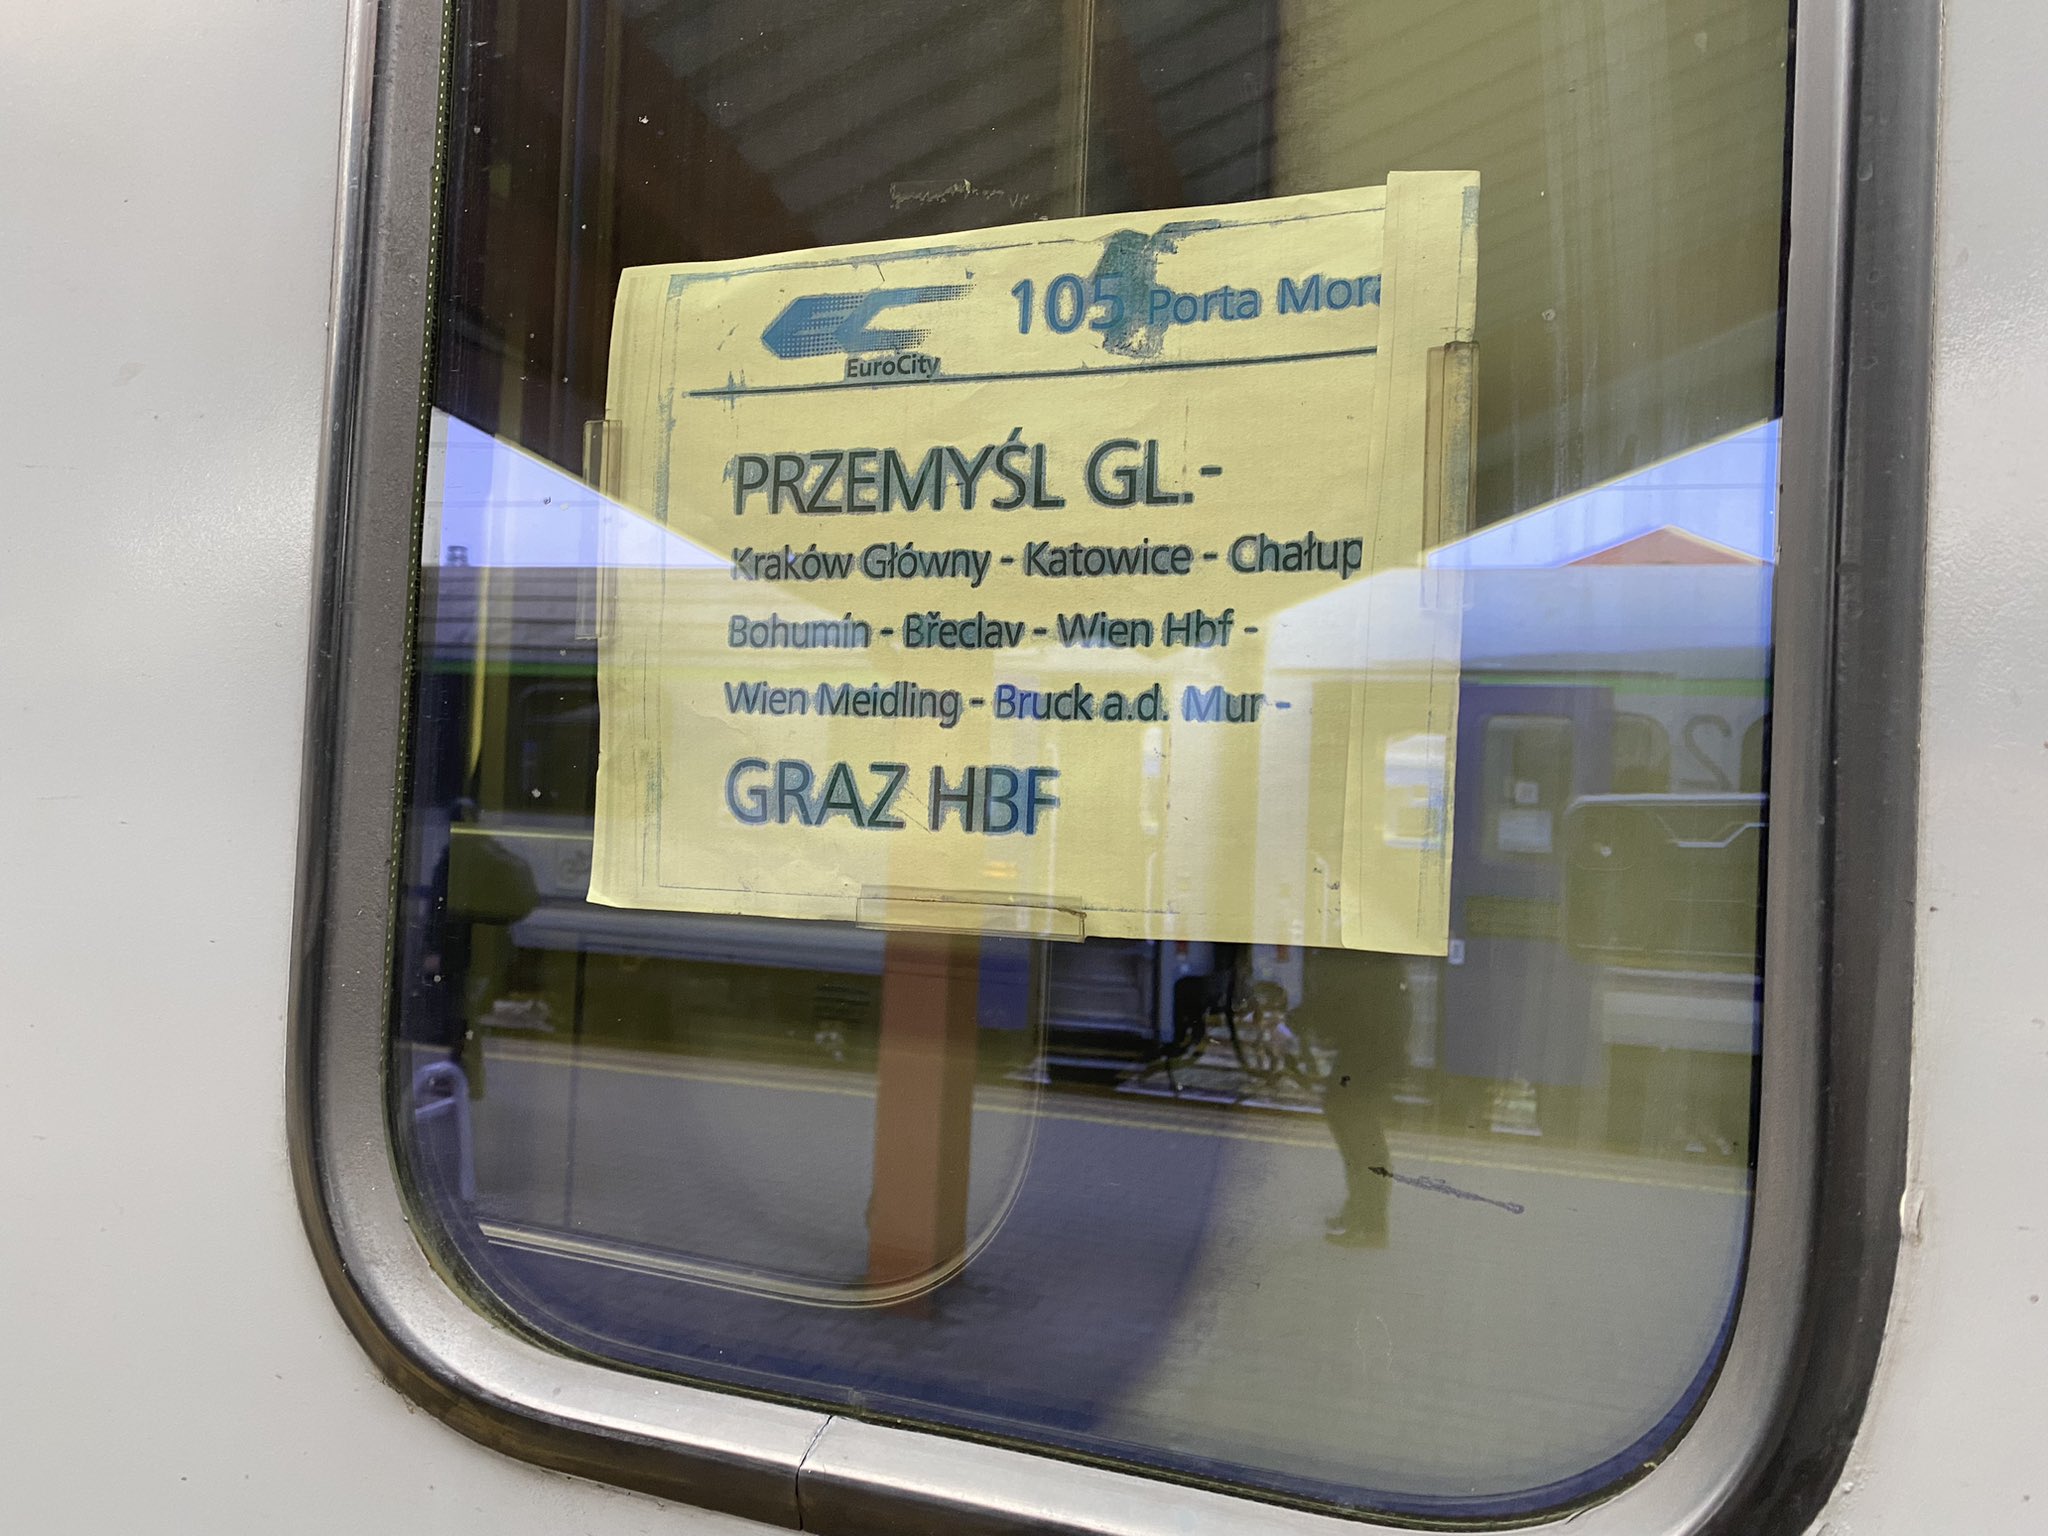 105 Porta Mora
EuroCity
PRZEMYŚL GL.-
Kraków Główny - Katowice - Chałup
Bohumín - Břeclav - Wien Hbf -
Wien Meidling - Bruck a.d. Mur -
GRAZ HBF
2